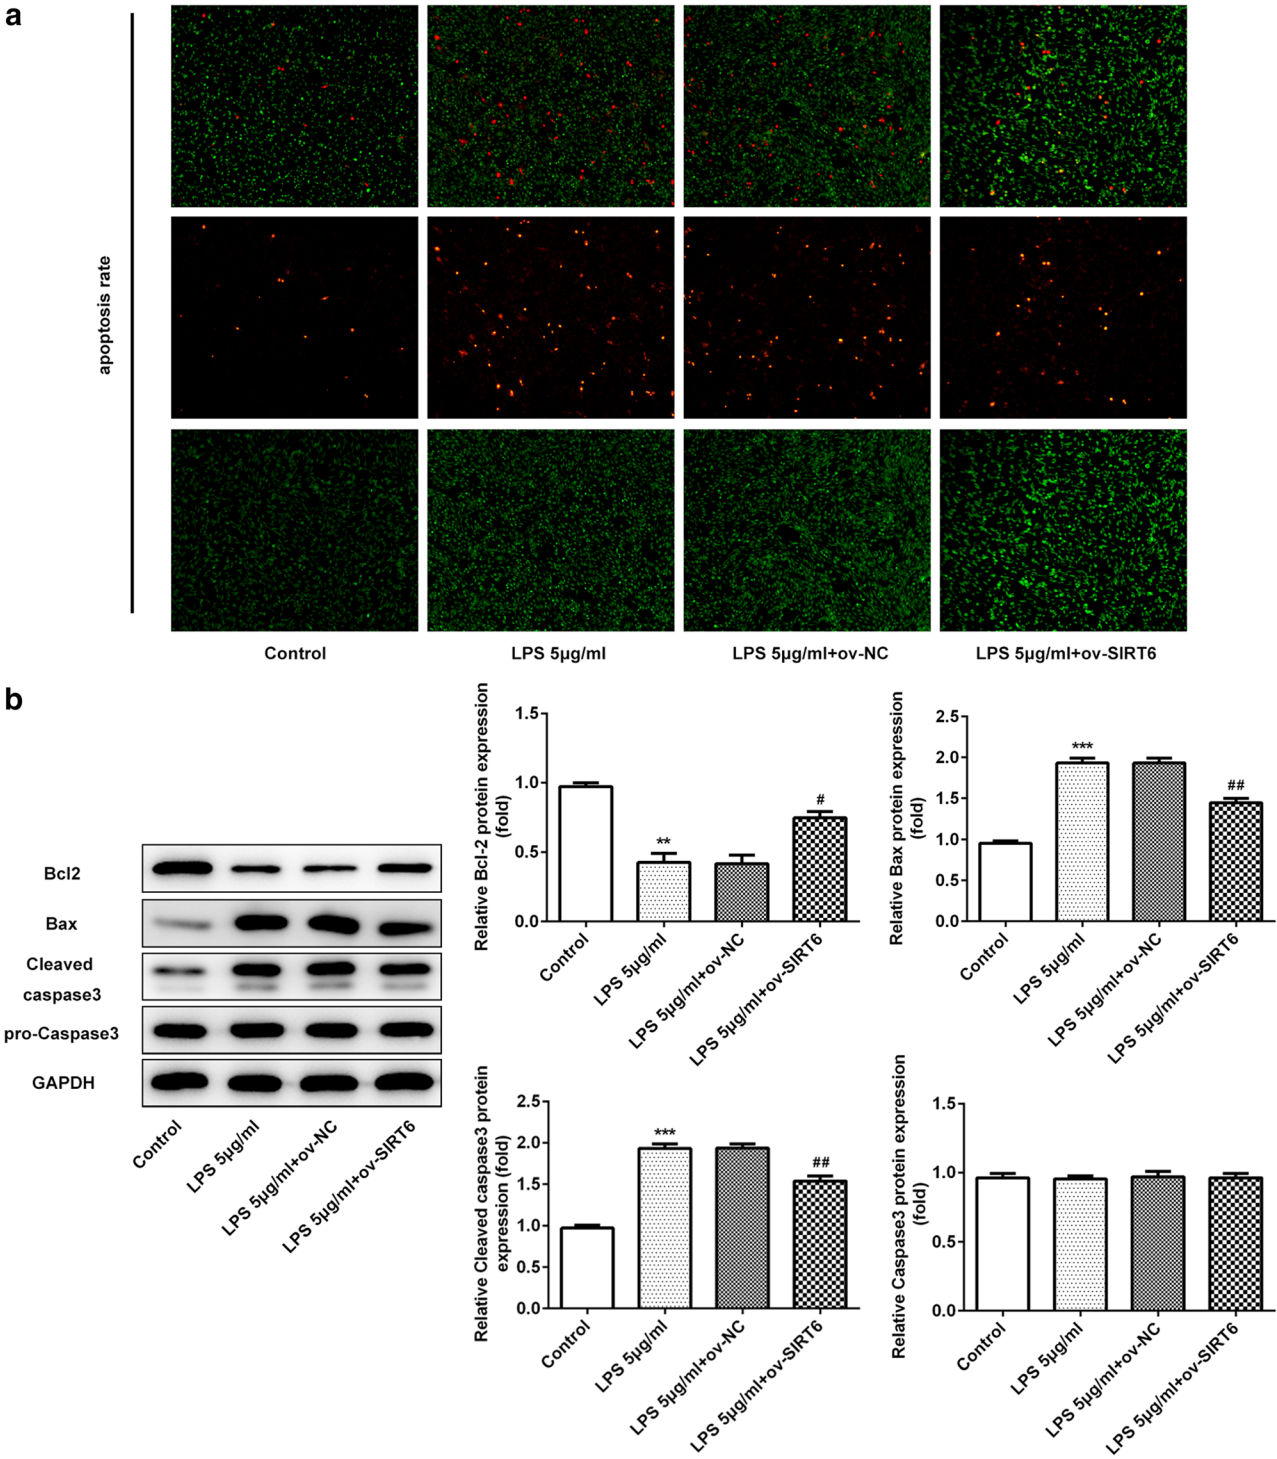 a
apoptosis rate
Control
LPS 5μg/ml
LPS 5μg/ml+ov-NC
LPS 5μg/ml+ov-SIRT6
b
Bcl2
Bax
Cleaved
caspase3
pro-Caspase3
GAPDH
Control
LPS 5μg/ml
LPS 5μg/ml+ov-NC
LPS 5μg/ml+ov-SIRT6
Relative Bcl-2 protein expression
(fold)
1.5
1.0
0.5
0.0
**
#
Control
LPS 5μg/ml
LPS 5μg/ml+ov-NC
LPS 5μg/ml+ov-SIRT6
Relative Bax protein expression
(fold)
2.5
2.0
1.5
1.0
0.5
0.0
***
##
Control
LPS 5μg/ml
LPS 5μg/ml+ov-NC
LPS 5μg/ml+ov-SIRT6
Relative Cleaved caspase3 protein
expression (fold)
2.5
2.0
1.5
1.0
0.5
0.0
***
##
Control
LPS 5μg/ml
LPS 5μg/ml+ov-NC
LPS 5μg/ml+ov-SIRT6
Relative Caspase3 protein expression
(fold)
1.5
1.0
0.5
0.0
Control
LPS 5μg/ml
LPS 5μg/ml+ov-NC
LPS 5μg/ml+ov-SIRT6